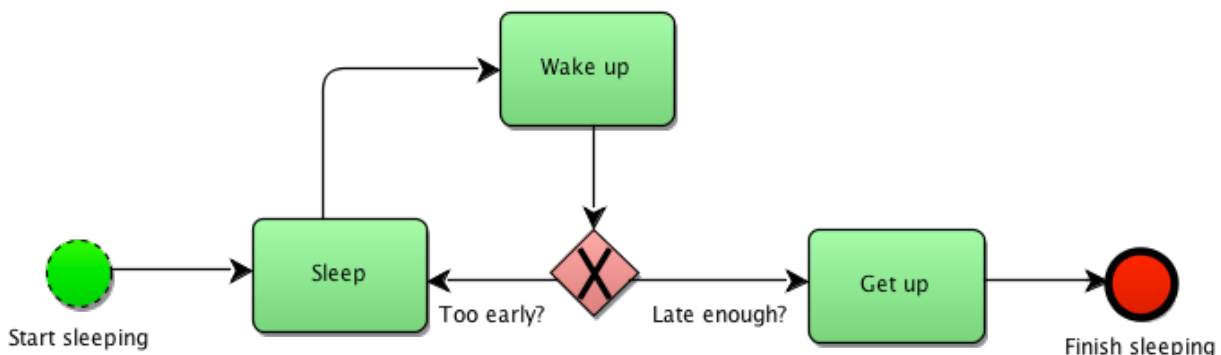 Wake up
Sleep
Get up
Too early?
Late enough?
Start sleeping
Finish sleeping